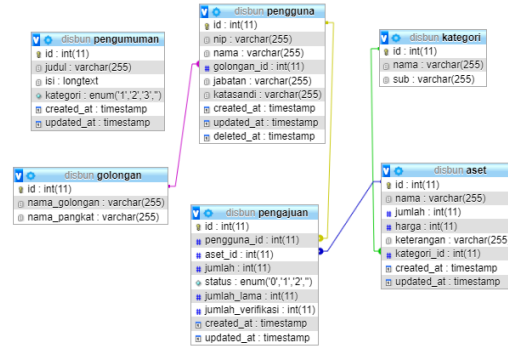 disbun pengumuman
id : int(11)
judul : varchar(255)
isi : longtext
kategori : enum('1','2','3','')
created_at : timestamp
updated_at : timestamp
disbun pengguna
id : int(11)
nip : varchar(255)
nama : varchar(255)
golongan_id : int(11)
jabatan : varchar(255)
katasandi : varchar(255)
created_at : timestamp
updated_at : timestamp
deleted_at : timestamp
disbun kategori
id : int(11)
nama : varchar(255)
sub : varchar(255)
disbun golongan
id : int(11)
nama_golongan : varchar(255)
nama_pangkat : varchar(255)
disbun pengajuan
id : int(11)
pengguna_id : int(11)
aset_id : int(11)
jumlah : int(11)
status : enum('0','1','2','')
jumlah_lama : int(11)
jumlah_verifikasi : int(11)
created_at : timestamp
updated_at : timestamp
disbun aset
id : int(11)
nama : varchar(255)
jumlah : int(11)
harga : int(11)
keterangan : varchar(255)
kategori_id : int(11)
created_at : timestamp
updated_at : timestamp